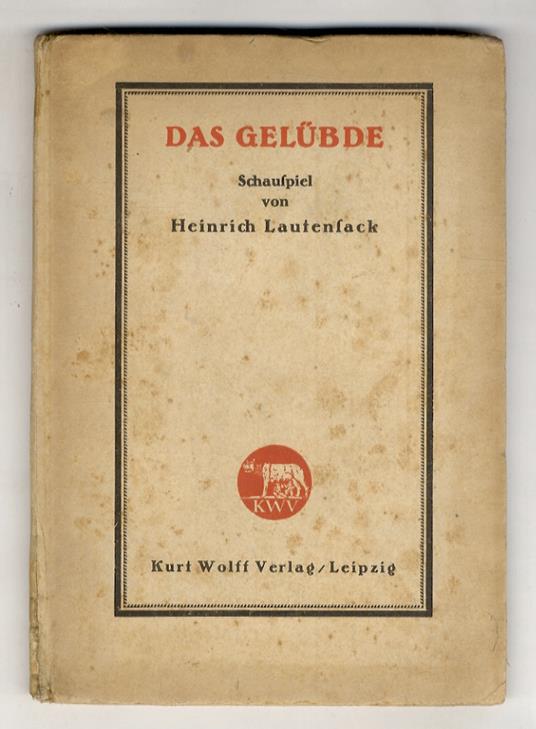 DAS GELÜBDE
Schauſpiel
von
Heinrich Lautenſack
KWV
Kurt Wolff Verlag/Leipzig